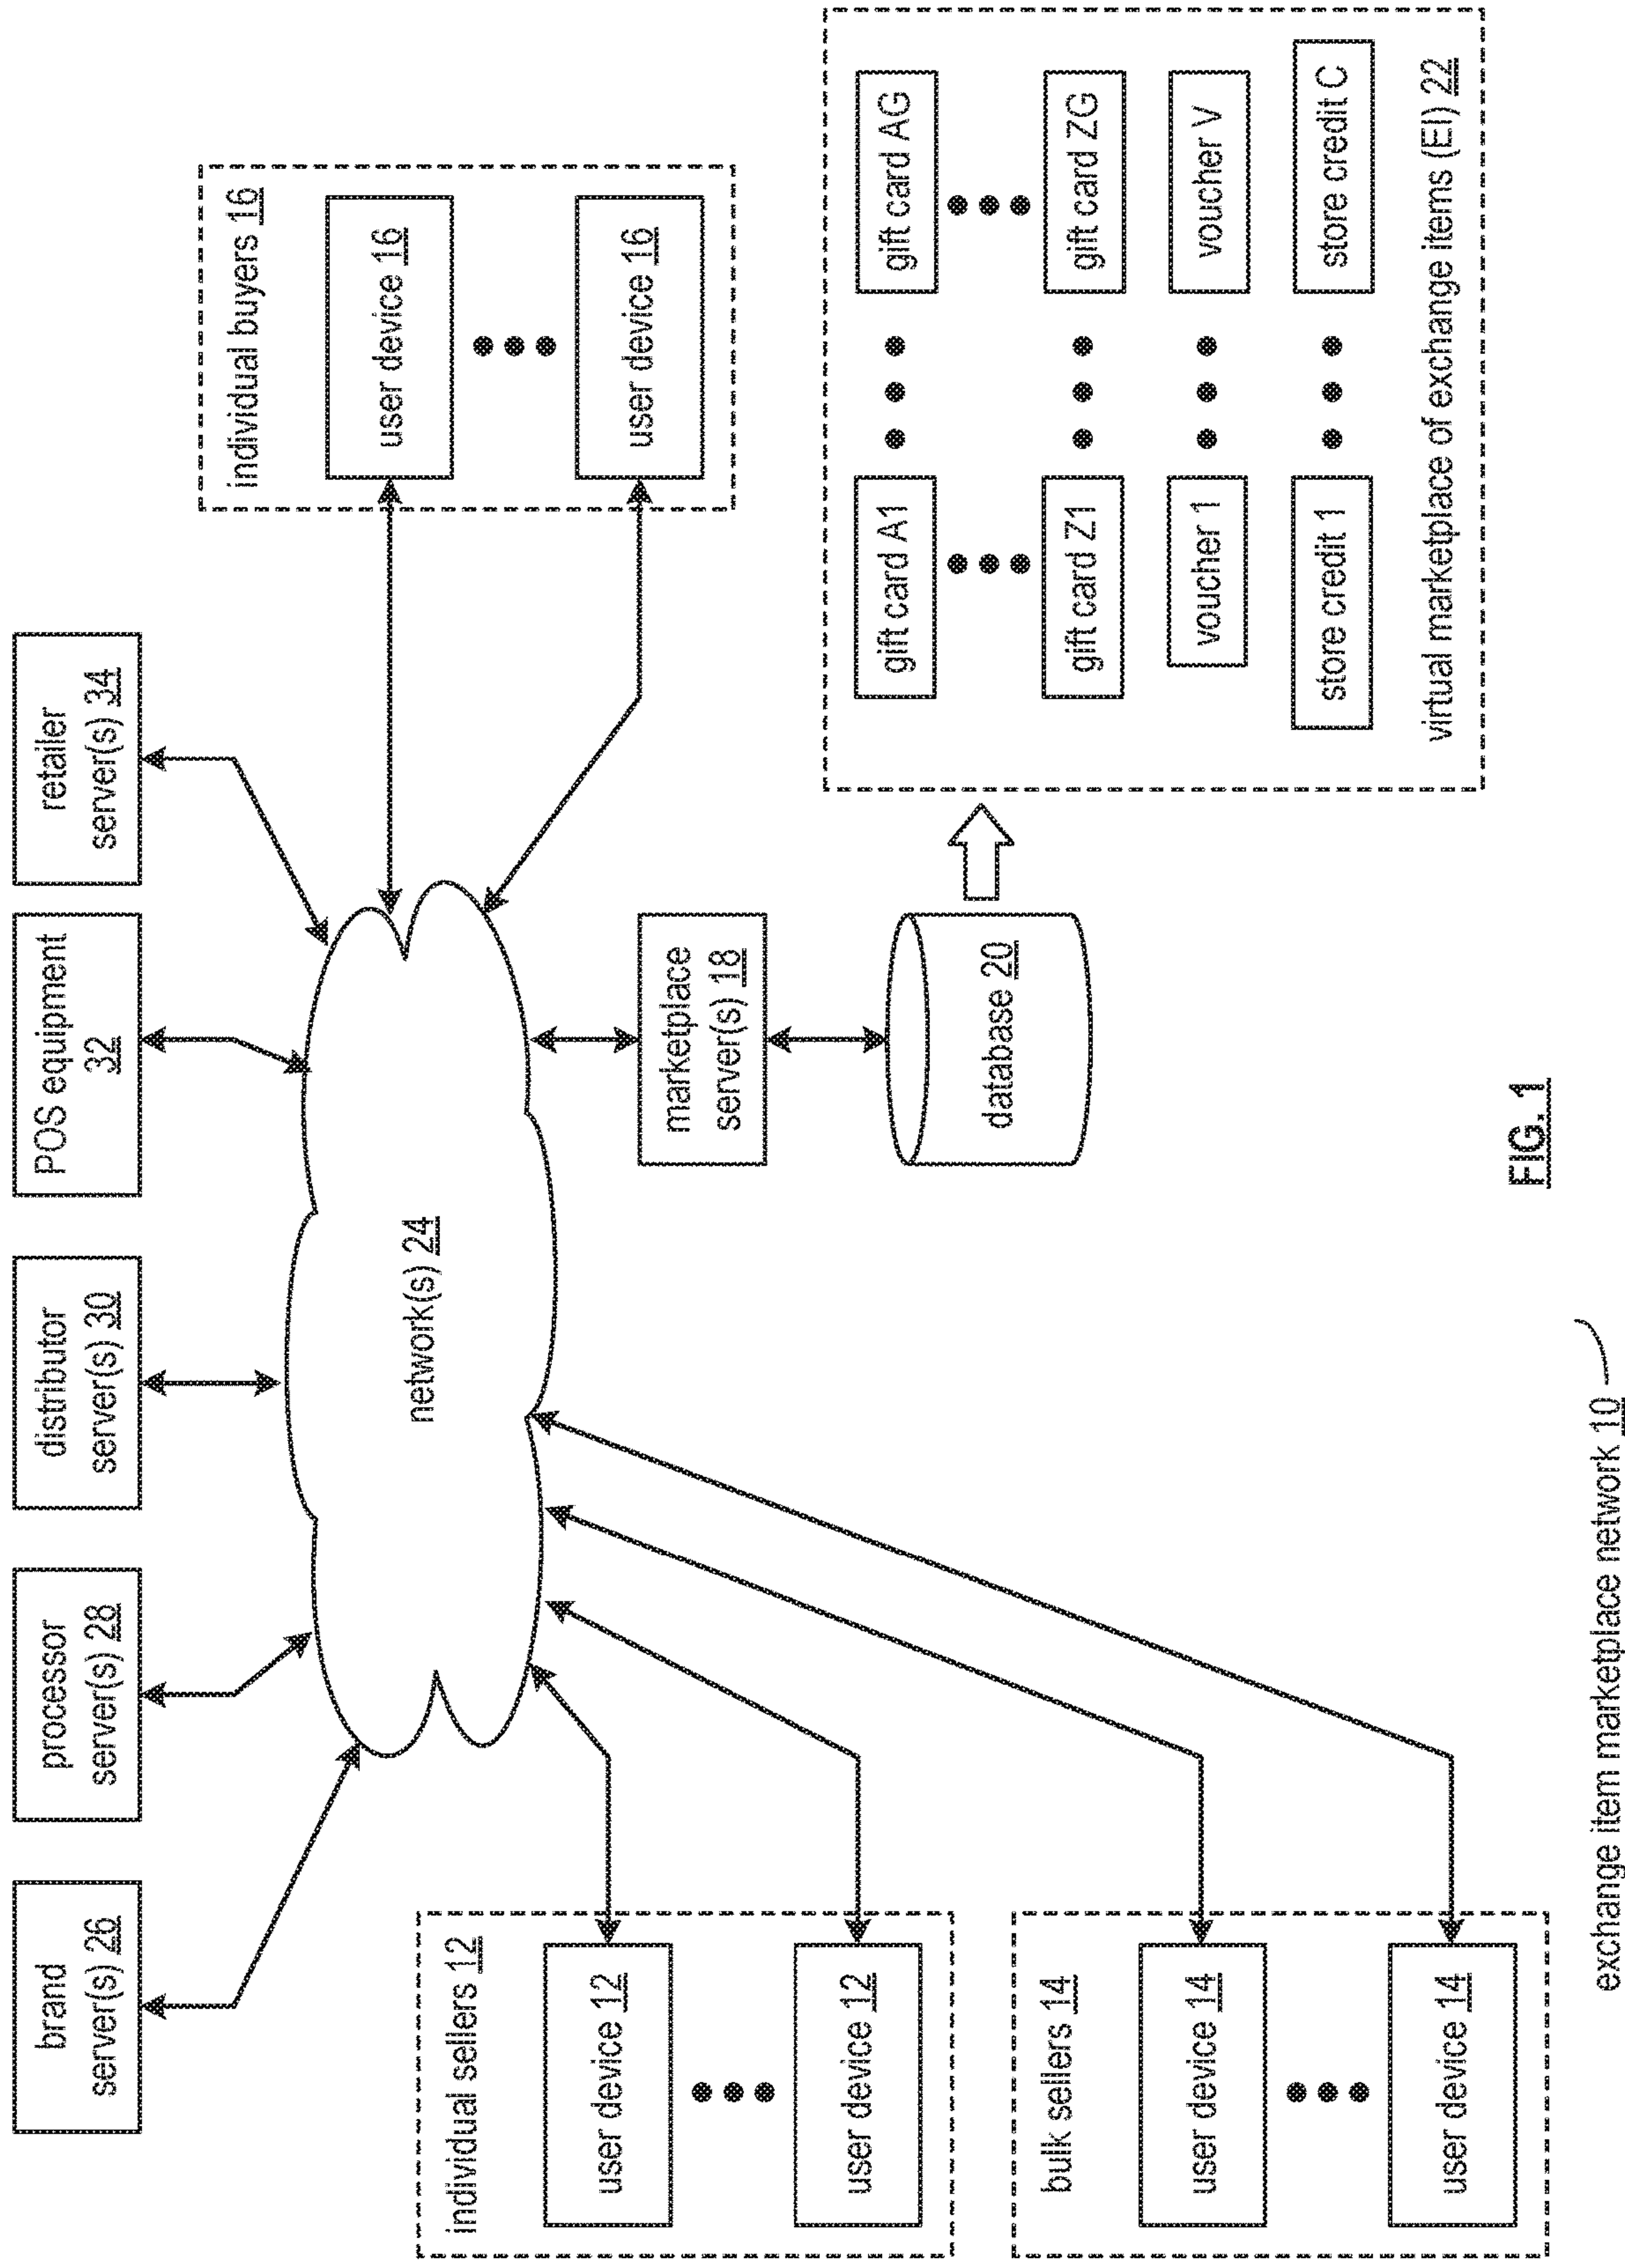 brand
server(s) 26
processor
server(s) 28
distributor
server(s) 30
POS equipment
32
retailer
server(s) 34
individual buyers 16
user device 16
user device 16
network(s) 24
individual sellers 12
user device 12
user device 12
marketplace
server(s) 18
database 20
bulk sellers 14
user device 14
user device 14
gift card A1
gift card AG
gift card Z1
gift card ZG
voucher 1
voucher V
store credit 1
store credit C
virtual marketplace of exchange items (EI) 22
FIG. 1
exchange item marketplace network 10